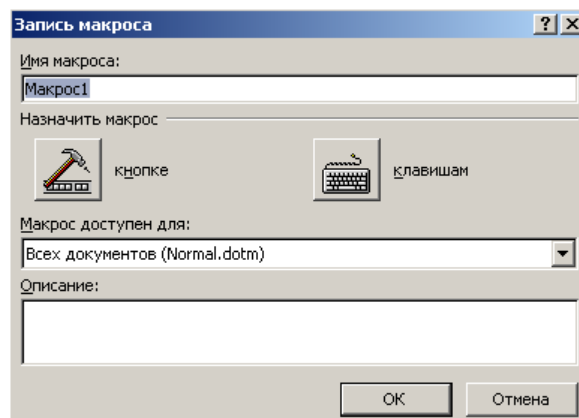 Запись макроса
Имя макроса:
Макрос1
Назначить макрос
кнопке клавишам
Макрос доступен для:
Всех документов (Normal.dotm)
Описание:
ОК Отмена